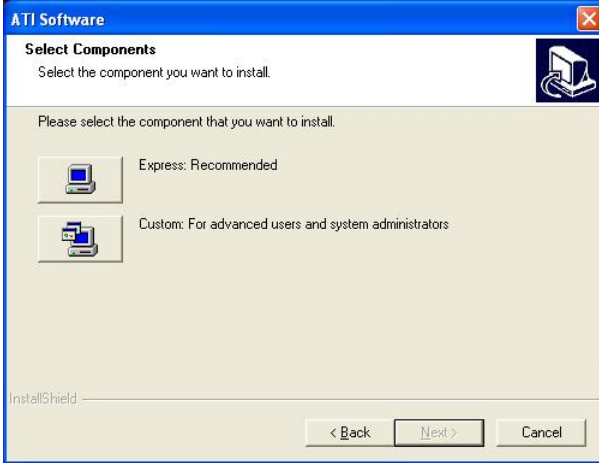 ATI Software
Select Components
Select the component you want to install.
Please select the component that you want to install.
Express: Recommended
Custom: For advanced users and system administrators
InstallShield
< Back
Next >
Cancel